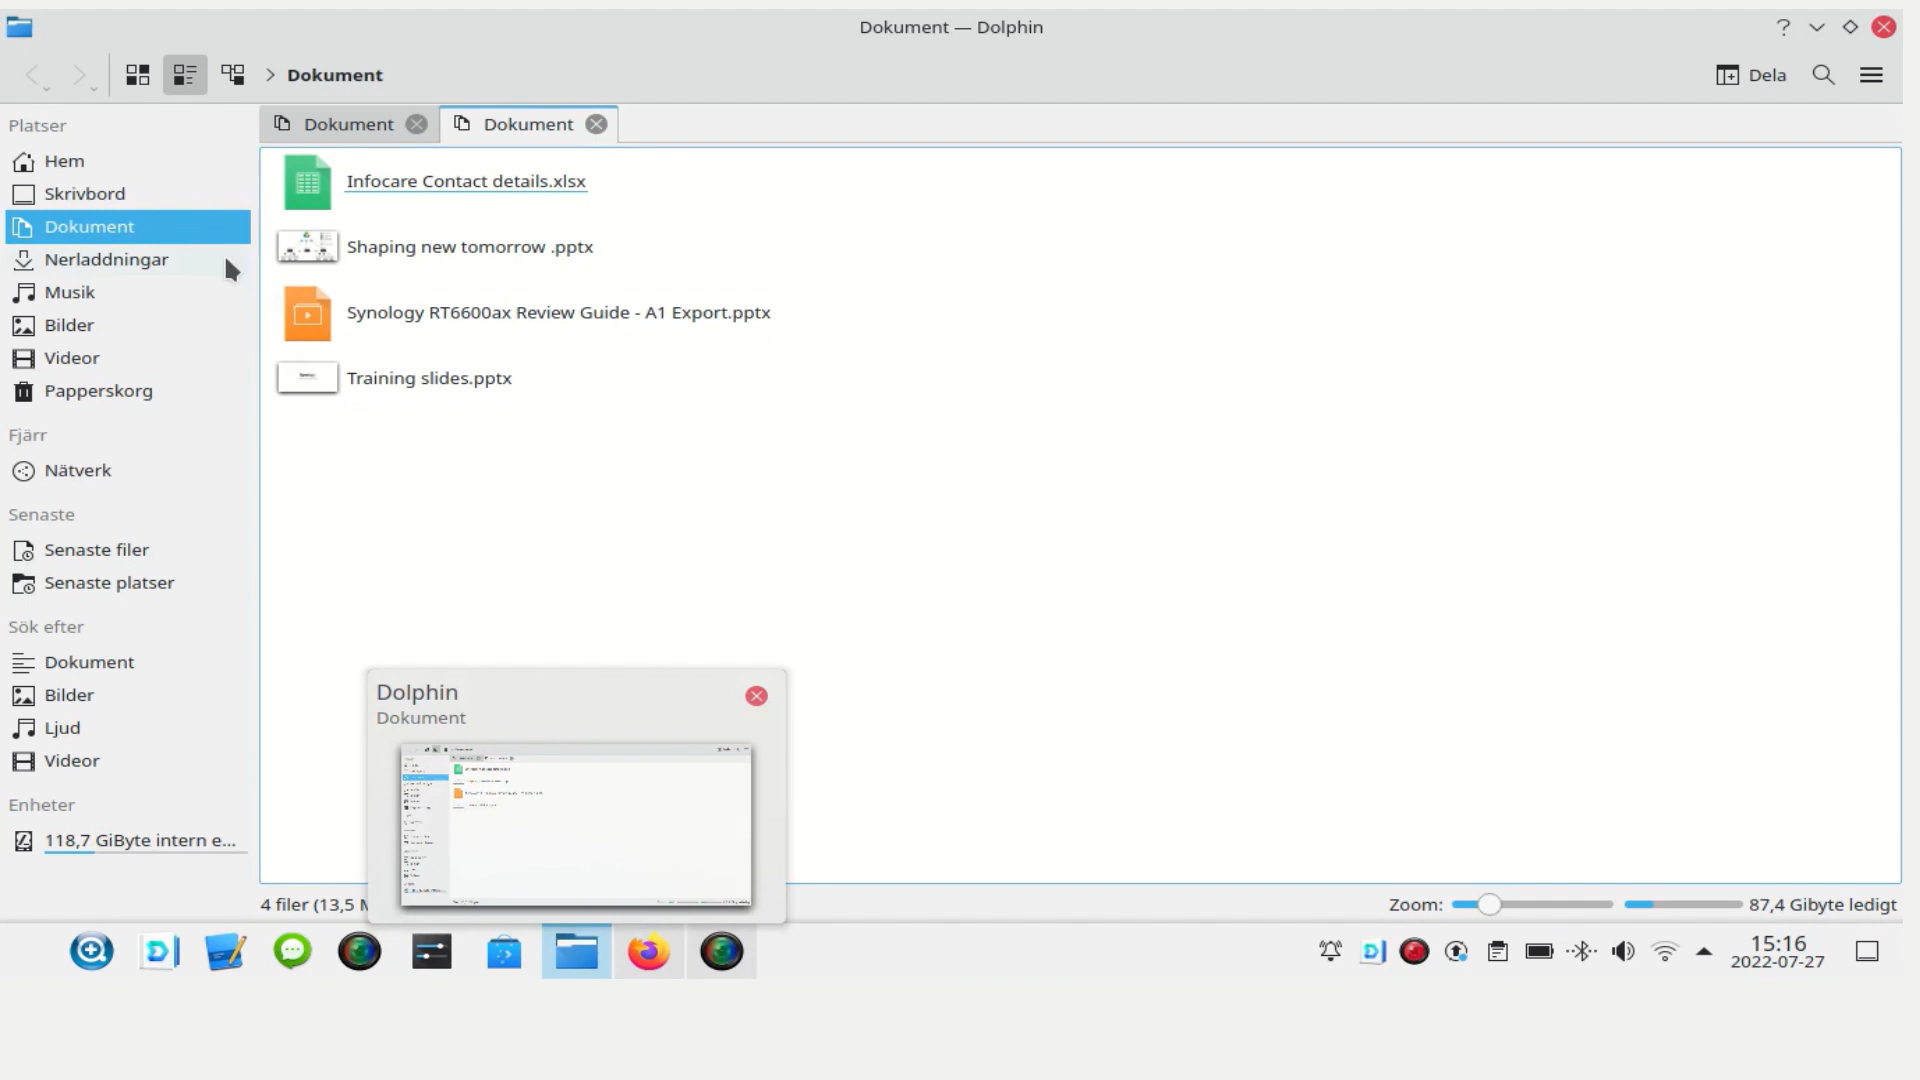 Dokument — Dolphin
Dokument
Dela
Platser
Hem
Skrivbord
Dokument
Nerladdningar
Musik
Bilder
Videor
Papperskorg
Fjärr
Nätverk
Senaste
Senaste filer
Senaste platser
Sök efter
Dokument
Bilder
Ljud
Videor
Enheter
118,7 GiByte intern e...
Dokument
Dokument
Infocare Contact details.xlsx
Shaping new tomorrow .pptx
Synology RT6600ax Review Guide - A1 Export.pptx
Training slides.pptx
Dolphin
Dokument
4 filer (13,5
Zoom:
87,4 Gibyte ledigt
15:16
2022-07-27